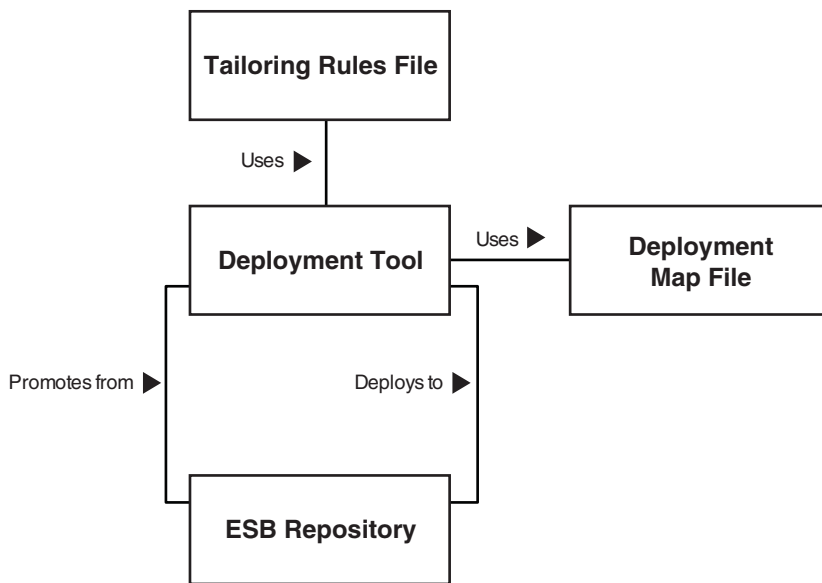 Tailoring Rules File
Uses
Deployment Tool
Uses
Deployment
Map File
Promotes from
Deploys to
ESB Repository